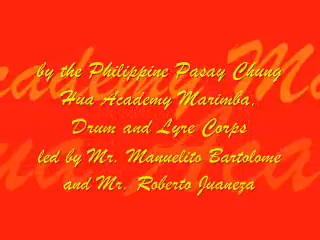 by the Philippine Pasay Chung
Hua Academy Marimba,
Drum and Lyre Corps
led by Mr. Manuelito Bartolome
and Mr. Roberto Juaneza